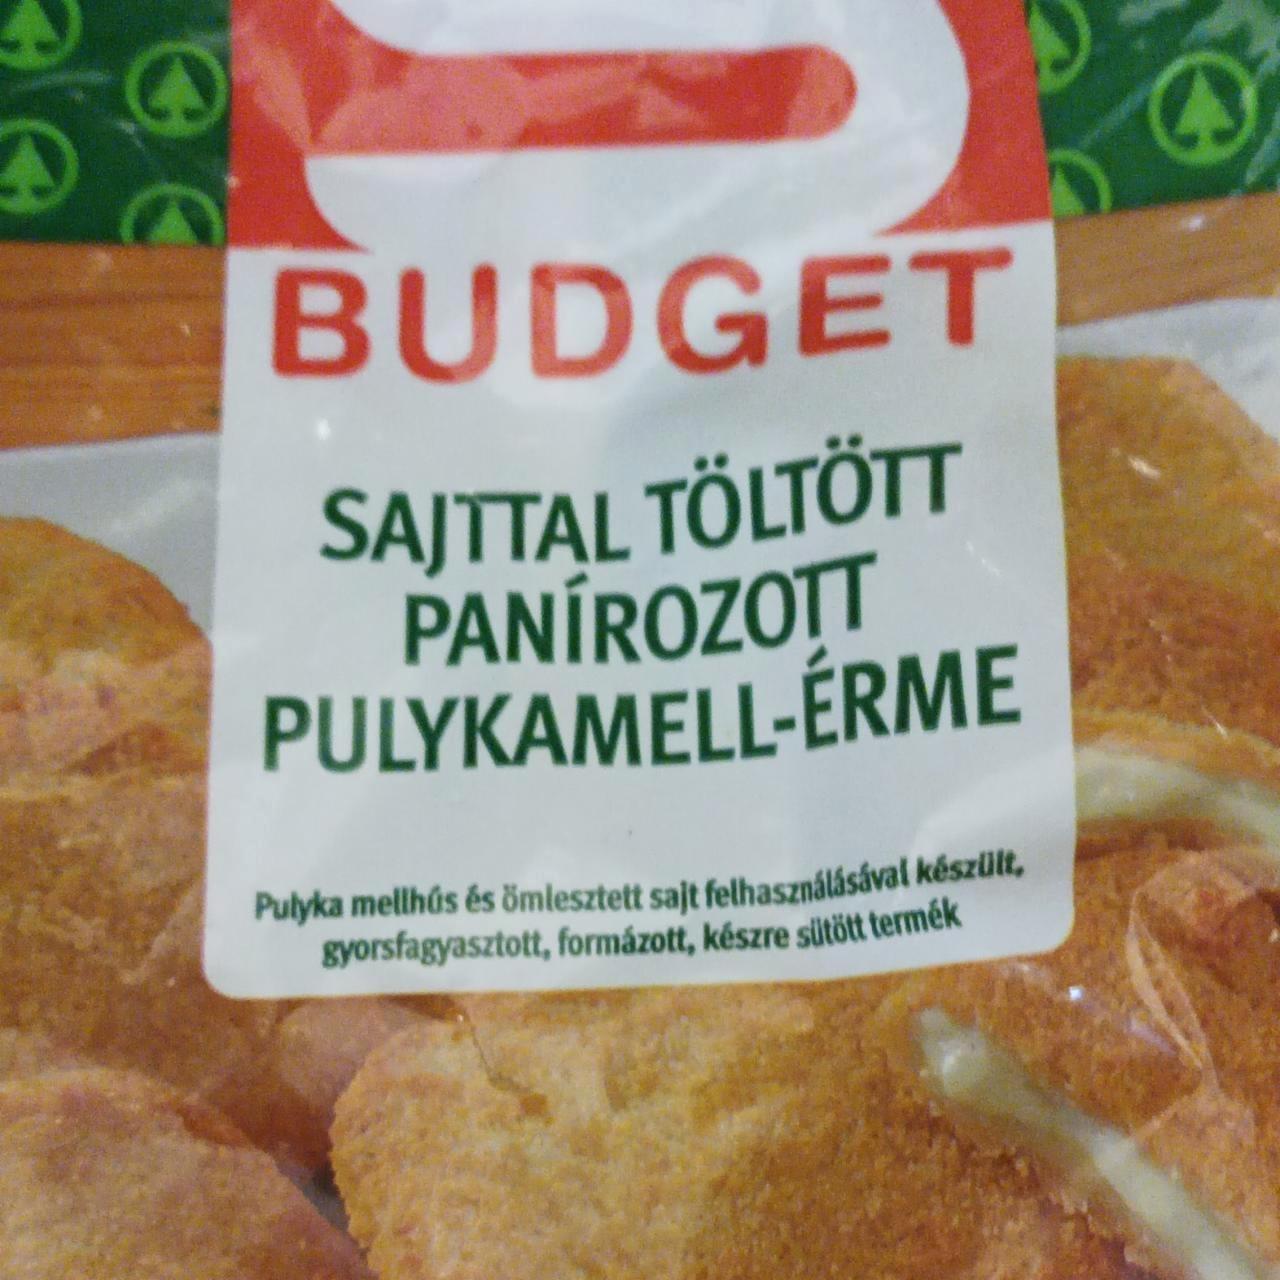 BUDGET
SAJTTAL TÖLTÖTT
PANÍROZOTT
PULYKAMELL-ÉRME
Pulyka mellhús és ömlesztett sajt felhasználásával készült,
gyorsfagyasztott, formázott, készre sütött termék